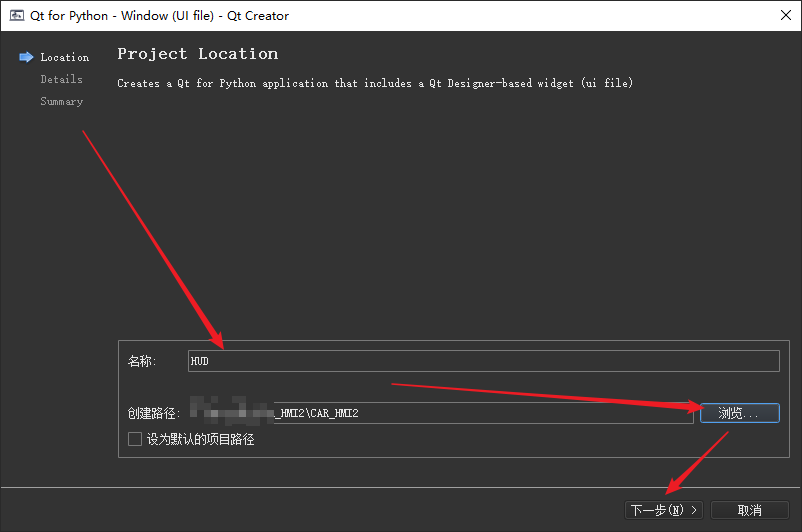 Qt for Python - Window (UI file) - Qt Creator
Location
Details
Summary
Project Location
Creates a Qt for Python application that includes a Qt Designer-based widget (ui file)
名称:
HUD
创建路径:
_HMI2\CAR_HMI2
浏览...
设为默认的项目路径
下一步(N) >
取消